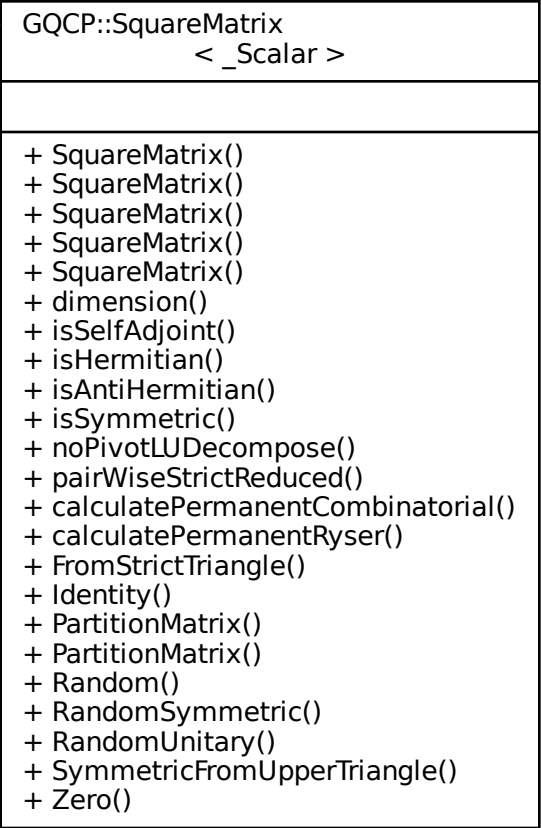 GQCP::SquareMatrix
< _Scalar >
+ SquareMatrix()
+ SquareMatrix()
+ SquareMatrix()
+ SquareMatrix()
+ SquareMatrix()
+ dimension()
+ isSelfAdjoint()
+ isHermitian()
+ isAntiHermitian()
+ isSymmetric()
+ noPivotLUDecompose()
+ pairWiseStrictReduced()
+ calculatePermanentCombinatorial()
+ calculatePermanentRyser()
+ FromStrictTriangle()
+ Identity()
+ PartitionMatrix()
+ PartitionMatrix()
+ Random()
+ RandomSymmetric()
+ RandomUnitary()
+ SymmetricFromUpperTriangle()
+ Zero()